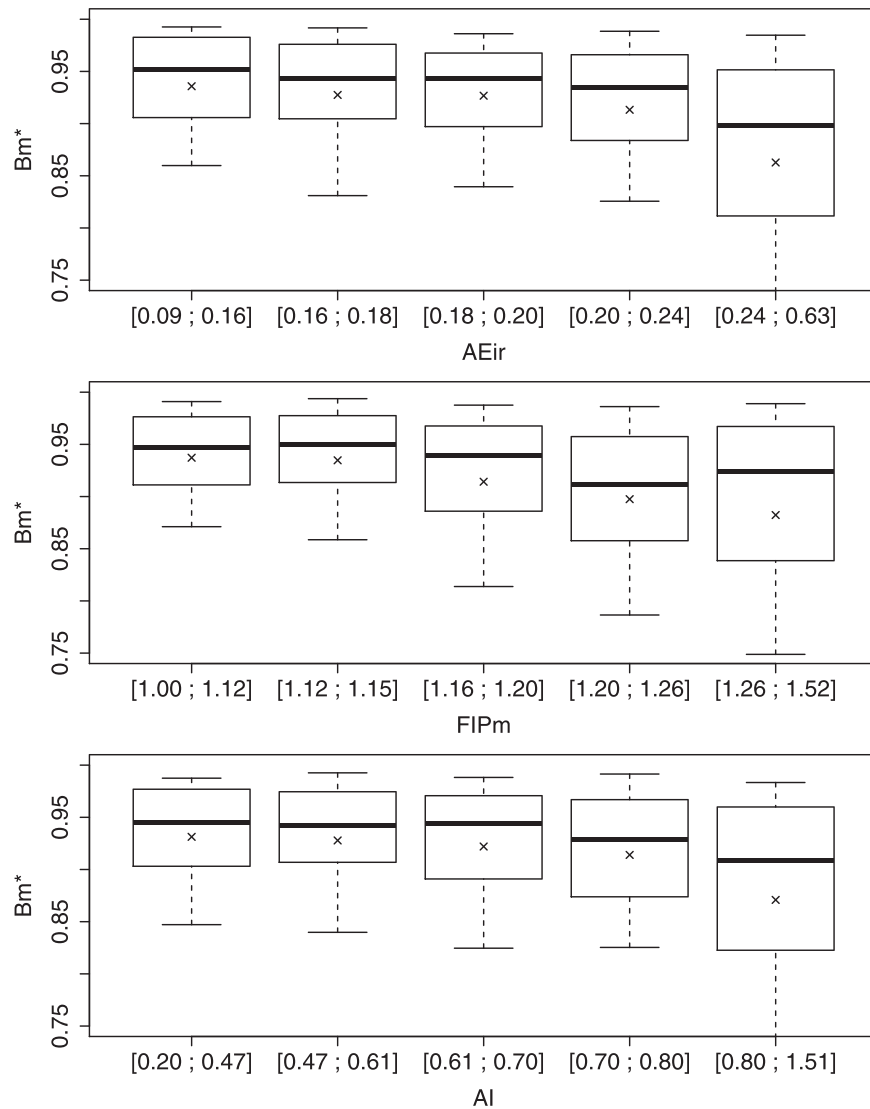 0.95
0.85
0.75
Bm*
[0.09 ; 0.16] [0.16 ; 0.18] [0.18 ; 0.20] [0.20 ; 0.24] [0.24 ; 0.63]
AEir
0.95
0.85
0.75
Bm*
[1.00 ; 1.12] [1.12 ; 1.15] [1.16 ; 1.20] [1.20 ; 1.26] [1.26 ; 1.52]
FIPm
0.95
0.85
0.75
Bm*
[0.20 ; 0.47] [0.47 ; 0.61] [0.61 ; 0.70] [0.70 ; 0.80] [0.80 ; 1.51]
AI